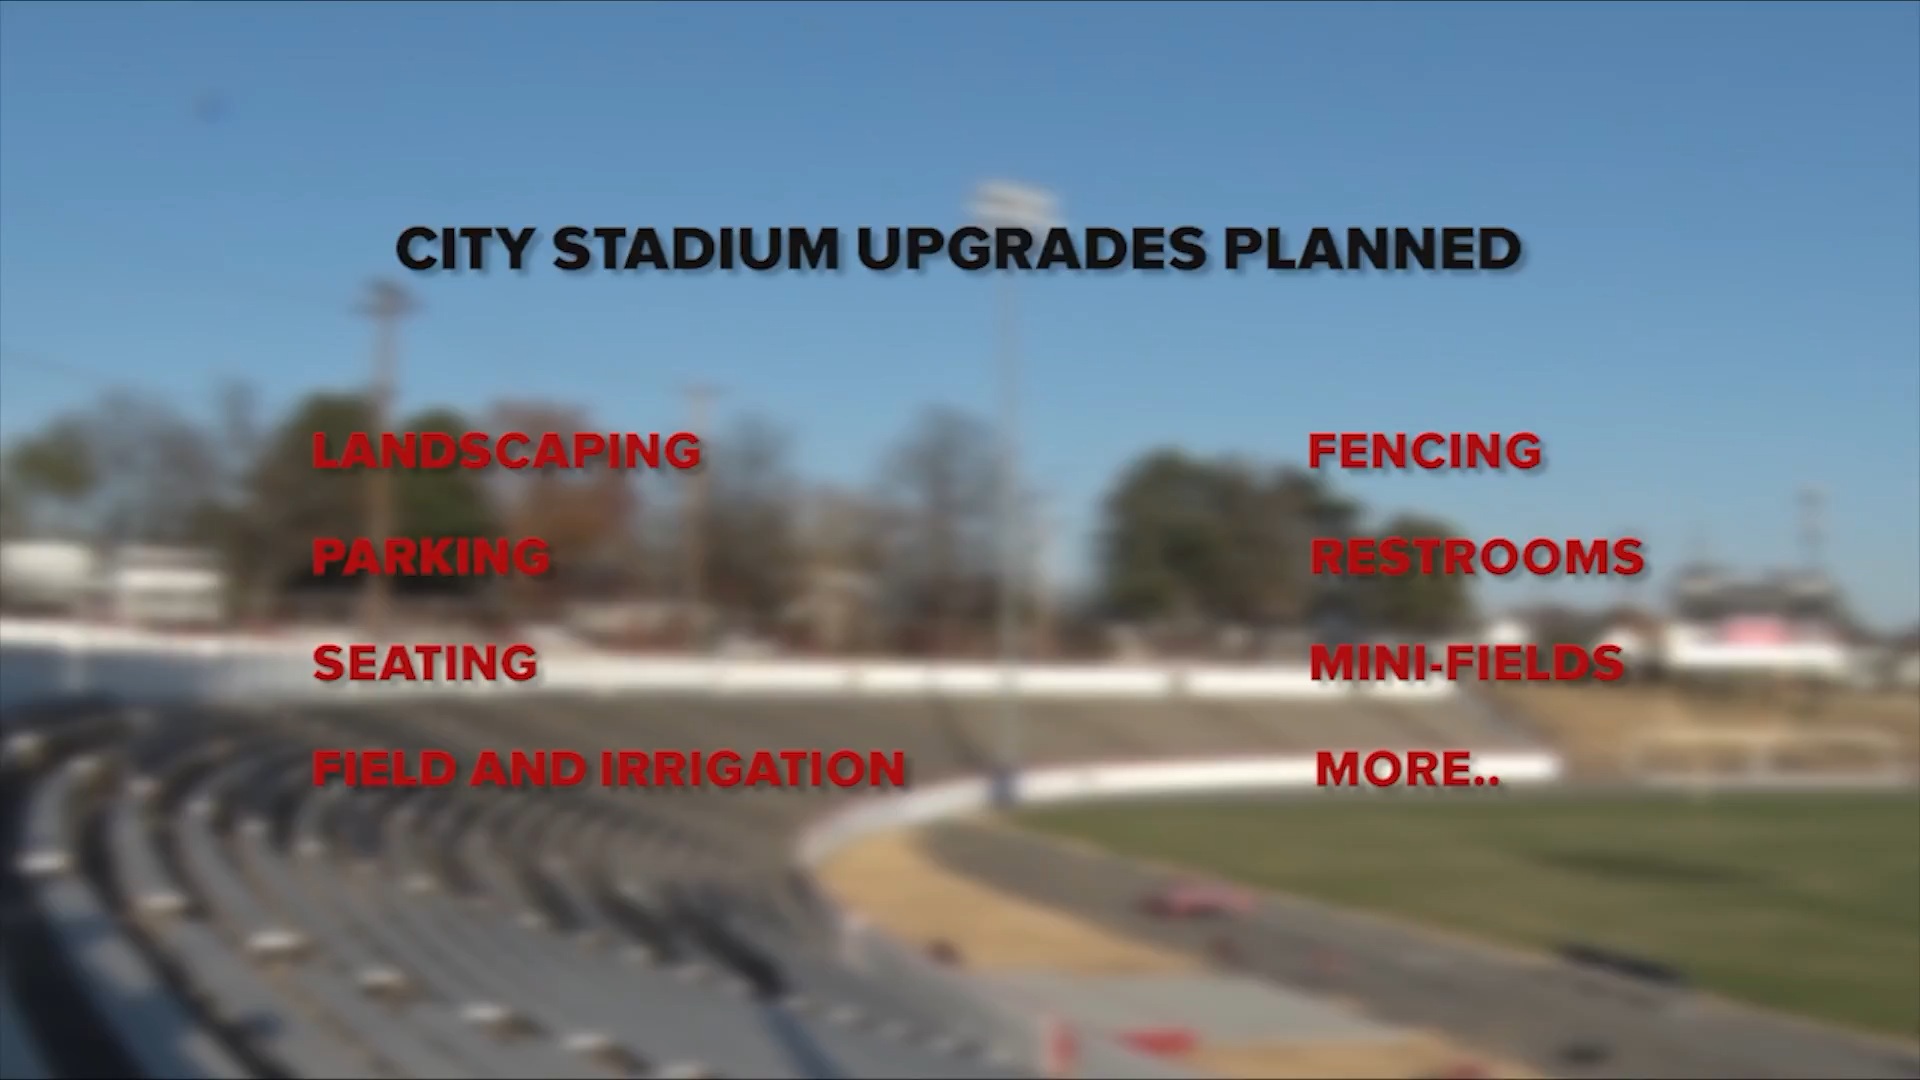 CITY STADIUM UPGRADES PLANNED
LANDSCAPING
PARKING
SEATING
FIELD AND IRRIGATION
FENCING
RESTROOMS
MINI-FIELDS
MORE..